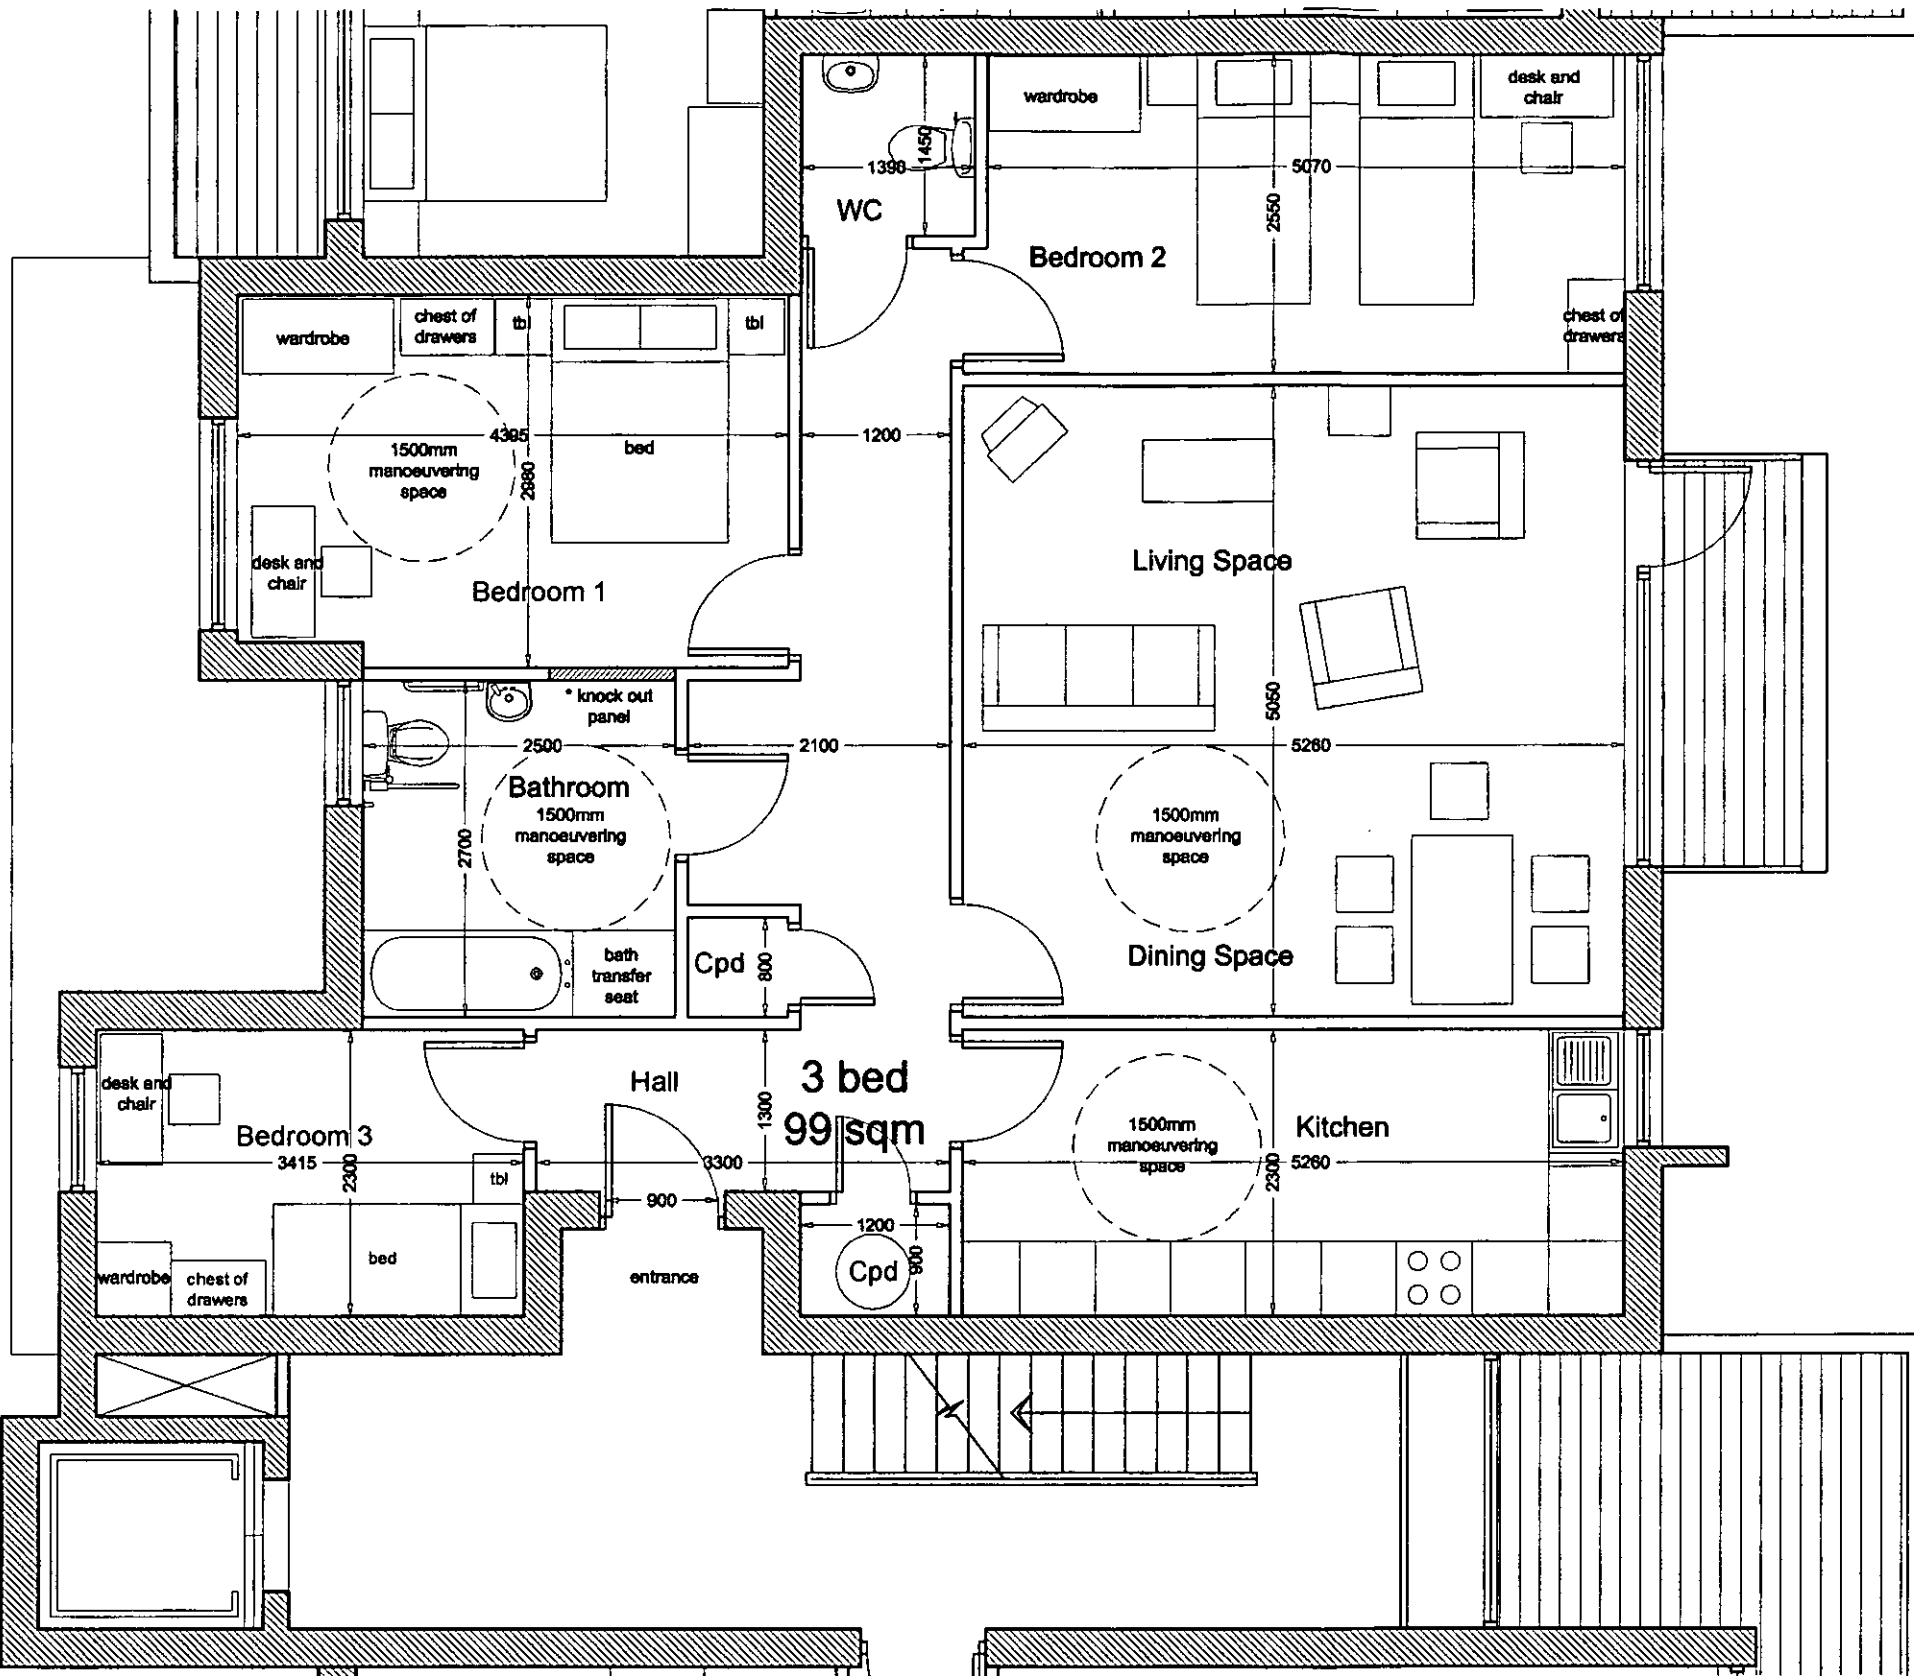 wardrobe
desk and
chair
1450
1390
5070
WC
2550
Bedroom 2
wardrobe
chest of
drawers
tbl
tbl
chest of
drawers
4395
bed
1200
1500mm
manoeuvering
space
2980
desk and
chair
Bedroom 1
Living Space
* knock out
panel
5050
2500
2100
5260
Bathroom
1500mm
manoeuvering
space
2700
1500mm
manoeuvering
space
bath
transfer
seat
Cpd
800
Dining Space
desk and
chair
Hall
3 bed
99 sqm
1300
Bedroom 3
3415
2300
tbl
3300
900
1500mm
manoeuvering
space
Kitchen
5260
2300
1200
900
Cpd
wardrobe
chest of
drawers
bed
entrance